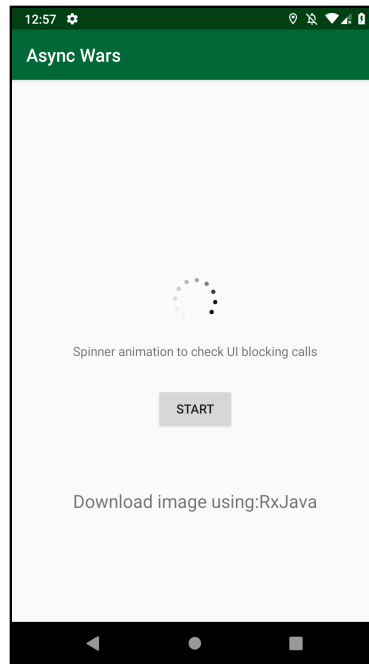 12:57
Async Wars
Spinner animation to check UI blocking calls
START
Download image using:RxJava